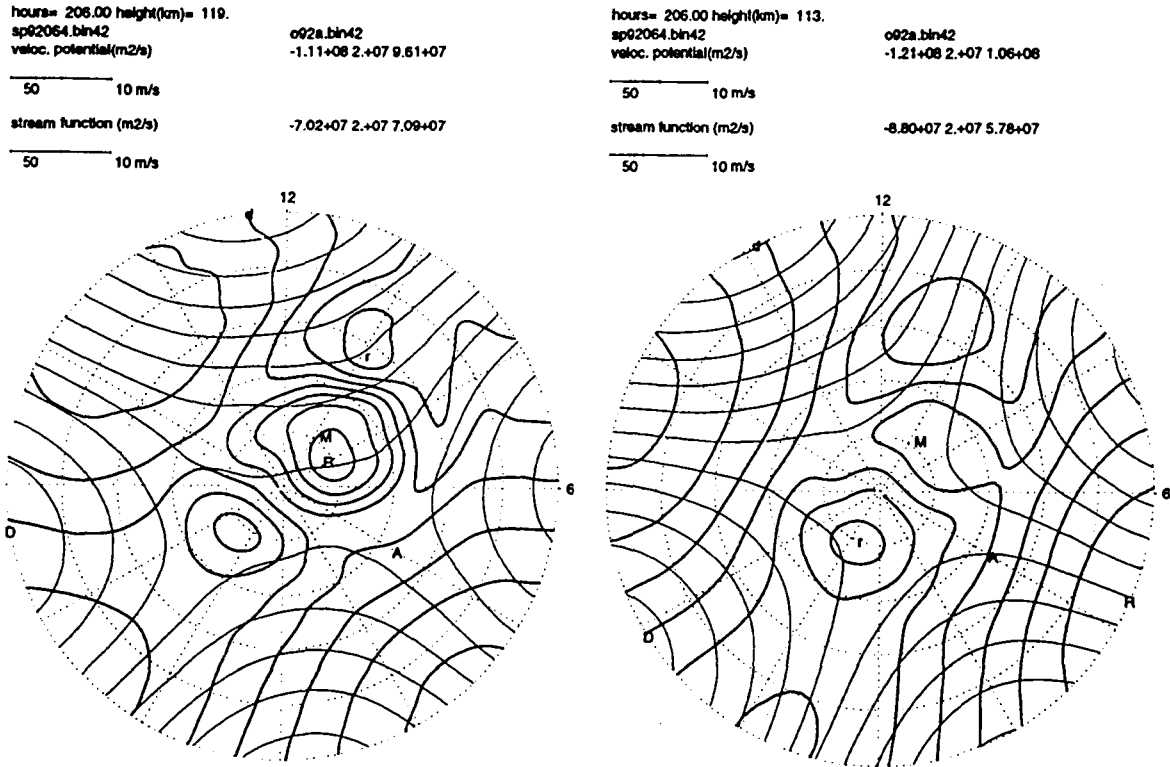 hours= 206.00 height(km)= 119.
sp92064.bin42 o92a.bin42
veloc. potential(m2/s) -1.11+08 2.+07 9.61+07
50 10 m/s
stream function (m2/s) -7.02+07 2.+07 7.09+07
50 10 m/s
12
d
r
M
R
6
D
A
hours= 206.00 height(km)= 113.
sp92064.bin42 o92a.bin42
veloc. potential(m2/s) -1.21+08 2.+07 1.06+08
50 10 m/s
stream function (m2/s) -8.80+07 2.+07 5.78+07
50 10 m/s
12
d
M
6
r
A
R
D